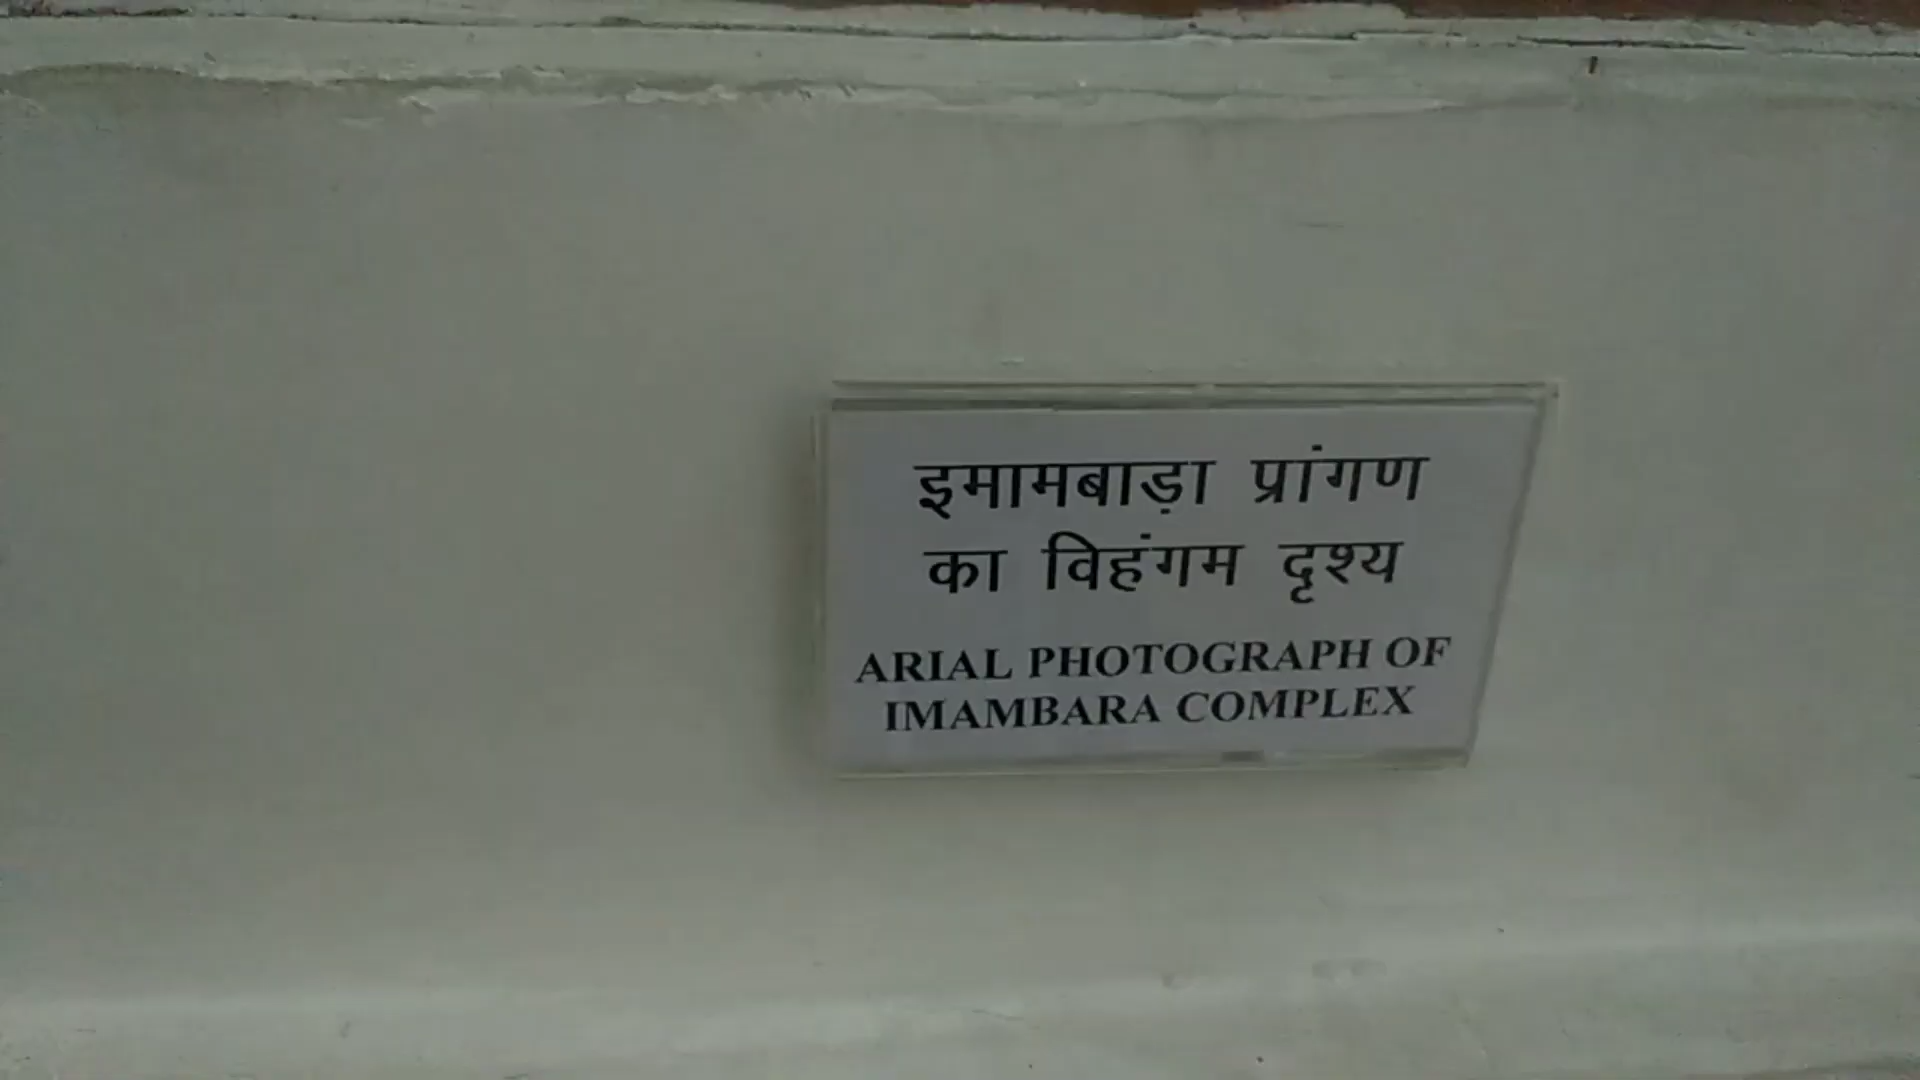 इमामबाड़ा प्रांगण
का विहंगम दृश्य
ARIAL PHOTOGRAPH OF
IMAMBARA COMPLEX